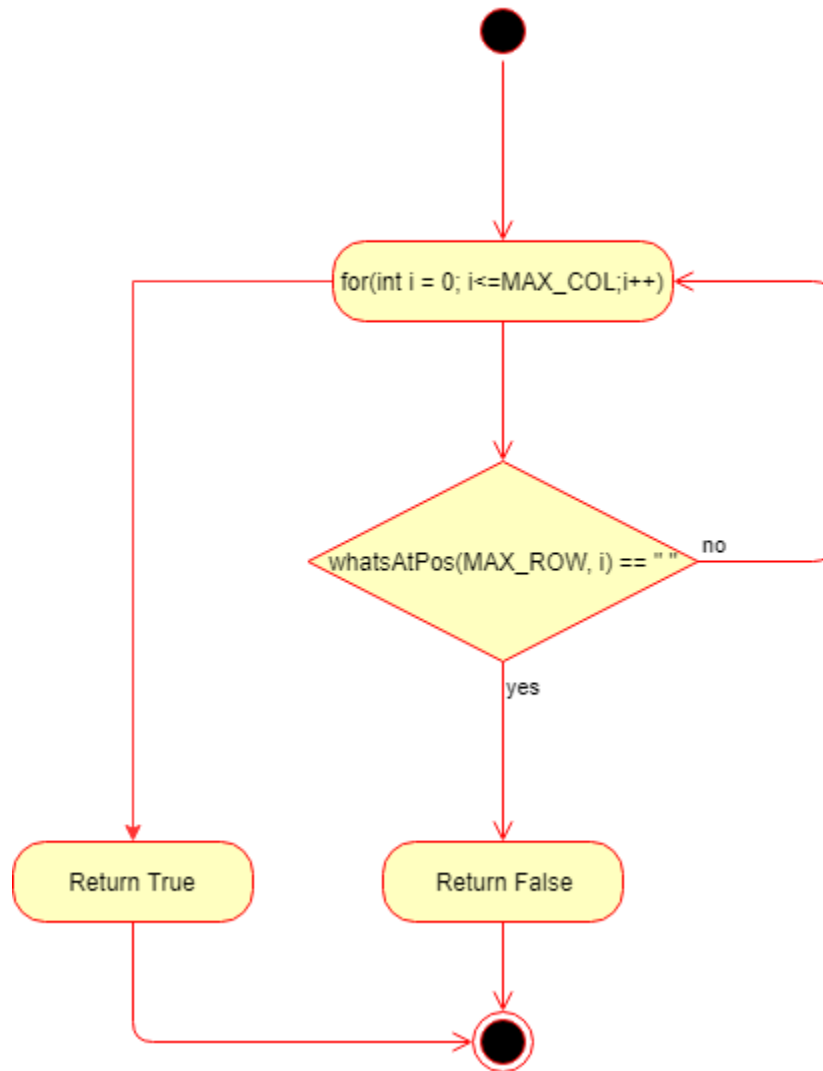 for(int i = 0; i<=MAX_COL;i++)
whatsAtPos(MAX_ROW, i) == " "
no
yes
Return True
Return False